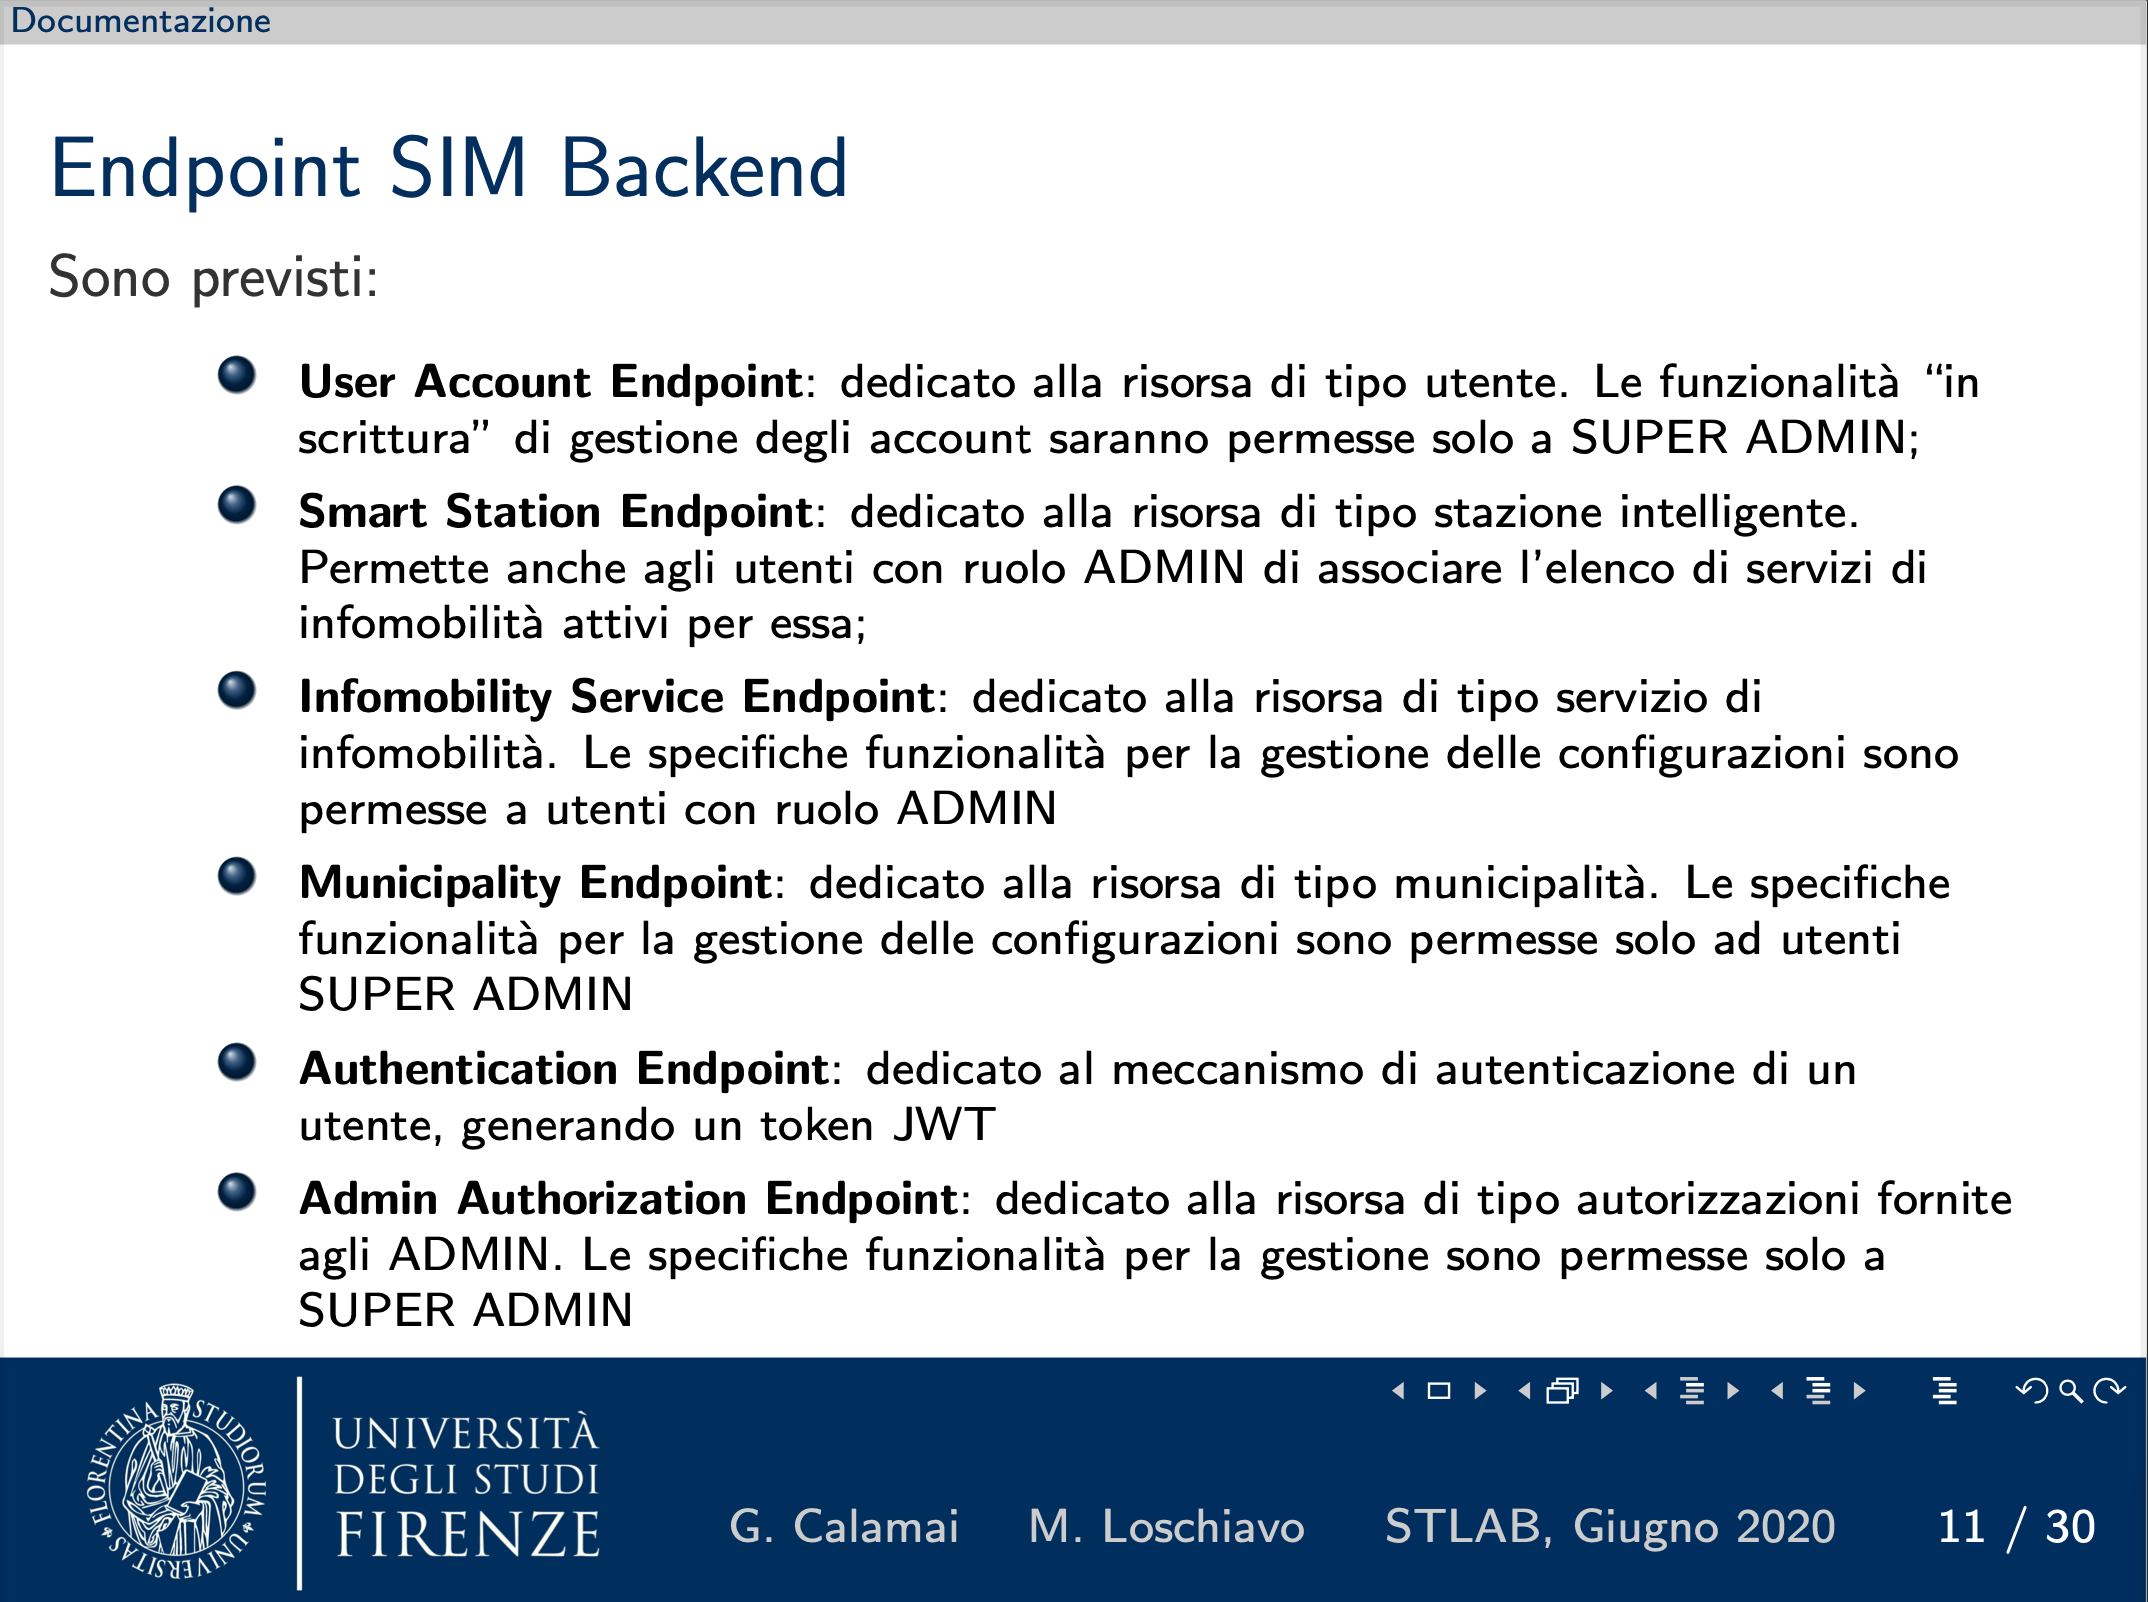 Documentazione
Endpoint SIM Backend
Sono previsti:
User Account Endpoint: dedicato alla risorsa di tipo utente. Le funzionalità “in
scrittura” di gestione degli account saranno permesse solo a SUPER ADMIN;
Smart Station Endpoint: dedicato alla risorsa di tipo stazione intelligente.
Permette anche agli utenti con ruolo ADMIN di associare l'elenco di servizi di
infomobilità attivi per essa;
Infomobility Service Endpoint: dedicato alla risorsa di tipo servizio di
infomobilità. Le specifiche funzionalità per la gestione delle configurazioni sono
permesse a utenti con ruolo ADMIN
Municipality Endpoint: dedicato alla risorsa di tipo municipalità. Le specifiche
funzionalità per la gestione delle configurazioni sono permesse solo ad utenti
SUPER ADMIN
Authentication Endpoint: dedicato al meccanismo di autenticazione di un
utente, generando un token JWT
Admin Authorization Endpoint: dedicato alla risorsa di tipo autorizzazioni fornite
agli ADMIN. Le specifiche funzionalità per la gestione sono permesse solo a
SUPER ADMIN
FLORENTINA STUDIORUM UNIVERSITAS
UNIVERSITÀ
DEGLI STUDI
FIRENZE
G. Calamai M. Loschiavo STLAB, Giugno 2020 11 / 30